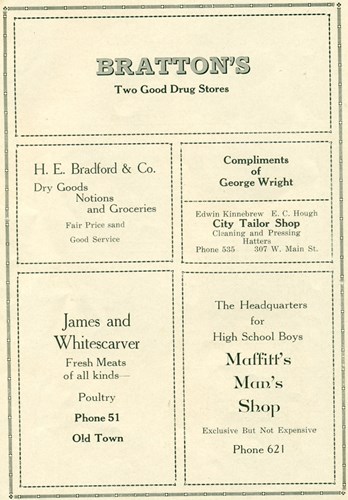 BRATTON'S
Two Good Drug Stores
H. E. Bradford & Co.
Dry Goods
Notions
and Groceries
Fair Price sand
Good Service
Compliments
of
George Wright
Edwin Kinnebrew E. C. Hough
City Tailor Shop
Cleaning and Pressing
Hatters
Phone 535 307 W. Main St.
James and
Whitescarver
Fresh Meats
of all kinds—
Poultry
Phone 51
Old Town
The Headquarters
for
High School Boys
Maffitt's
Man's
Shop
Exclusive But Not Expensive
Phone 621